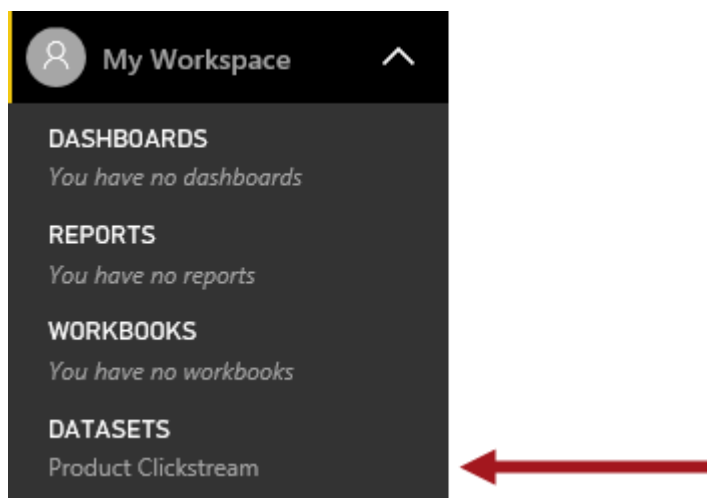 My Workspace
DASHBOARDS
You have no dashboards
REPORTS
You have no reports
WORKBOOKS
You have no workbooks
DATASETS
Product Clickstream